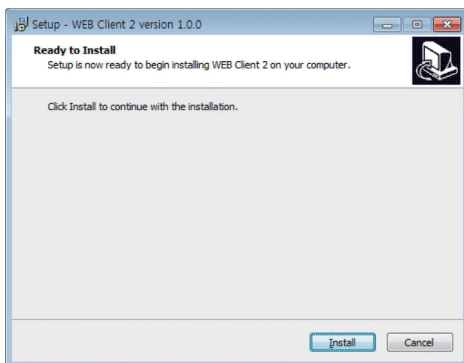 Setup - WEB Client 2 version 1.0.0
Ready to Install
Setup is now ready to begin installing WEB Client 2 on your computer.
Click Install to continue with the installation.
Install
Cancel